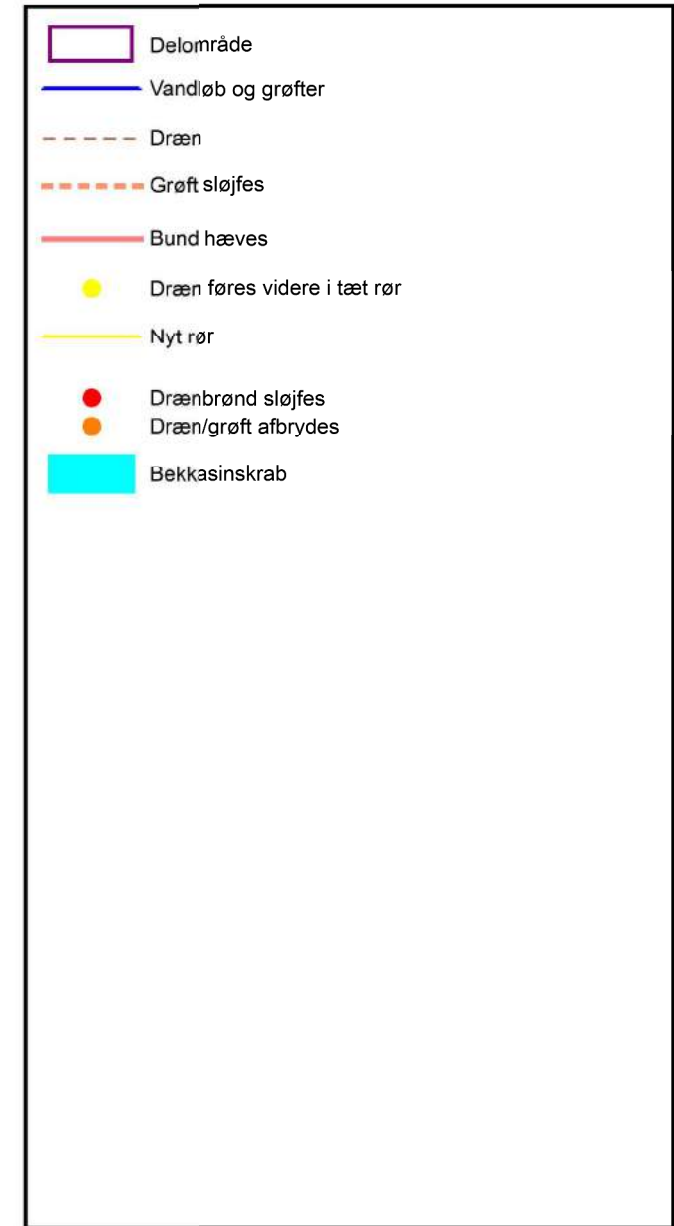 Delområde
Vandløb og grøfter
Dræn
Grøft sløjfes
Bund hæves
Dræn føres videre i tæt rør
Nyt rør
Drænbrønd sløjfes
Dræn/grøft afbrydes
Bekkasinskrab